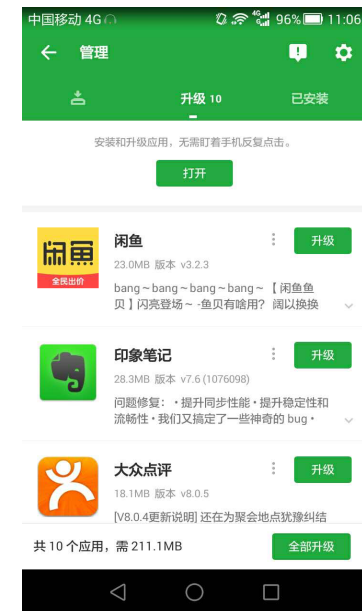 中国移动 4G 4G 96% 11:06
管理
升级 10 已安装
安装和升级应用，无需盯着手机反复点击。
打开
闲鱼 升级
23.0MB 版本 v3.2.3
bang～bang～bang～bang～【闲鱼鱼
贝】闪亮登场～ -鱼贝有啥用？ 阔以换换
闲鱼
全民出价
印象笔记 升级
28.3MB 版本 v7.6 (1076098)
问题修复： • 提升同步性能 • 提升稳定性和
流畅性 • 我们又搞定了一些神奇的 bug •
大众点评 升级
18.1MB 版本 v8.0.5
[V8.0.4更新说明] 还在为聚会地点犹豫纠结
共 10 个应用，需 211.1MB 全部升级